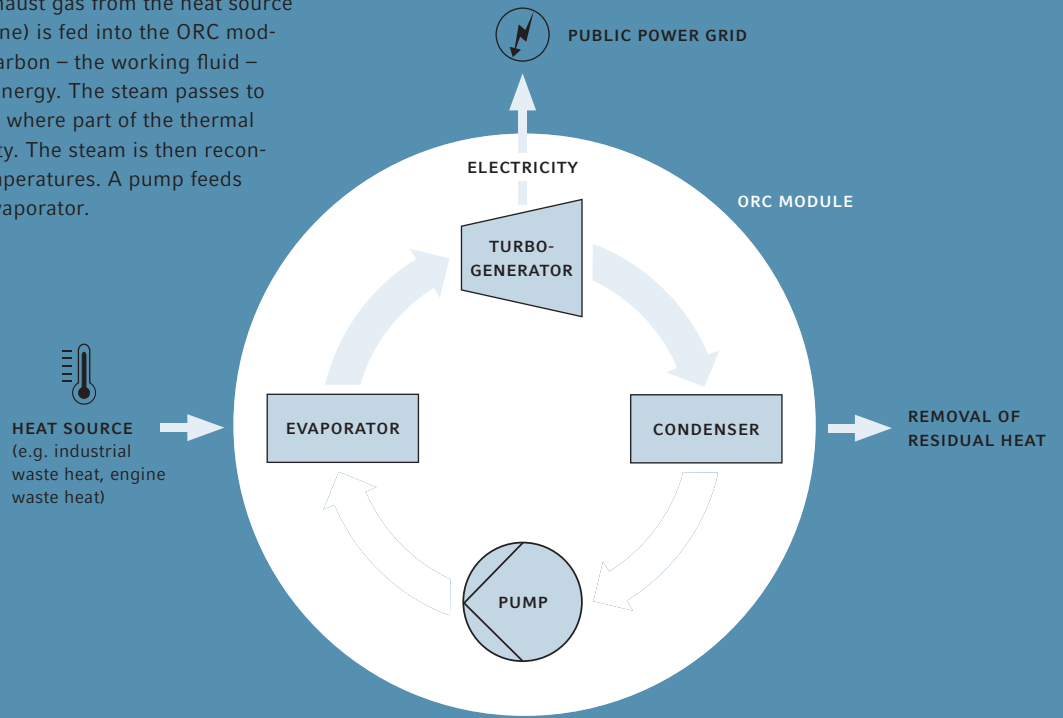 haust gas from the heat source
ne) is fed into the ORC mod-
arbon – the working fluid –
nergy. The steam passes to
where part of the thermal
ty. The steam is then recon-
peratures. A pump feeds
vaporator.
PUBLIC POWER GRID
ELECTRICITY
ORC MODULE
TURBO-
GENERATOR
HEAT SOURCE
(e.g. industrial
waste heat, engine
waste heat)
EVAPORATOR
CONDENSER
REMOVAL OF
RESIDUAL HEAT
PUMP